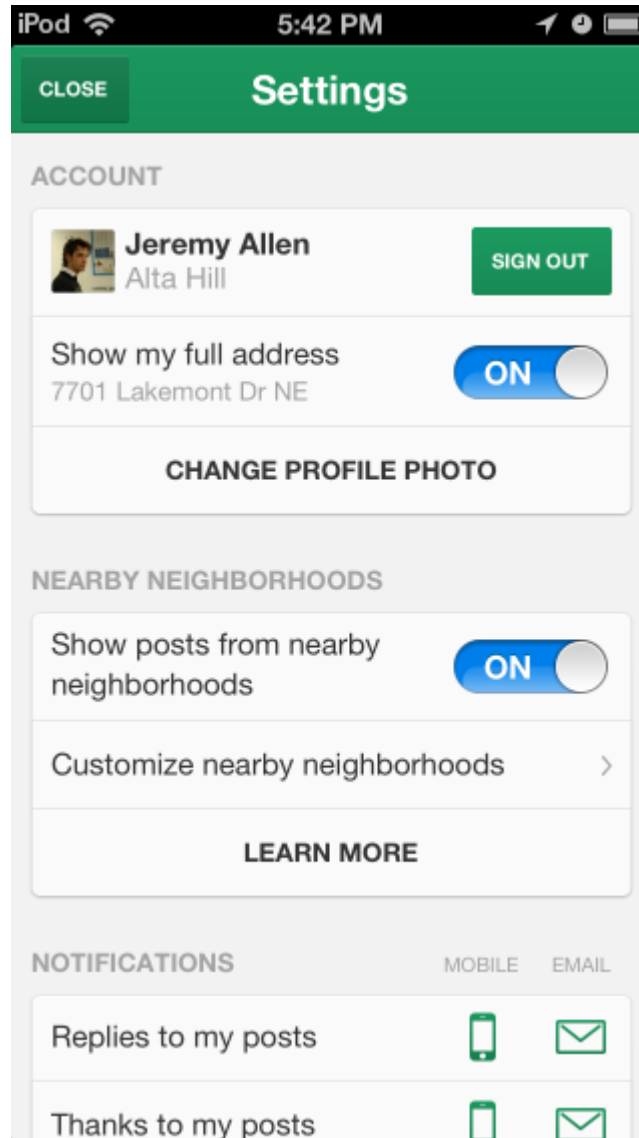 iPod 5:42 PM
CLOSE Settings
ACCOUNT
Jeremy Allen
Alta Hill
SIGN OUT
Show my full address
7701 Lakemont Dr NE
ON
CHANGE PROFILE PHOTO
NEARBY NEIGHBORHOODS
Show posts from nearby
neighborhoods
ON
Customize nearby neighborhoods
LEARN MORE
NOTIFICATIONS MOBILE EMAIL
Replies to my posts
Thanks to my posts